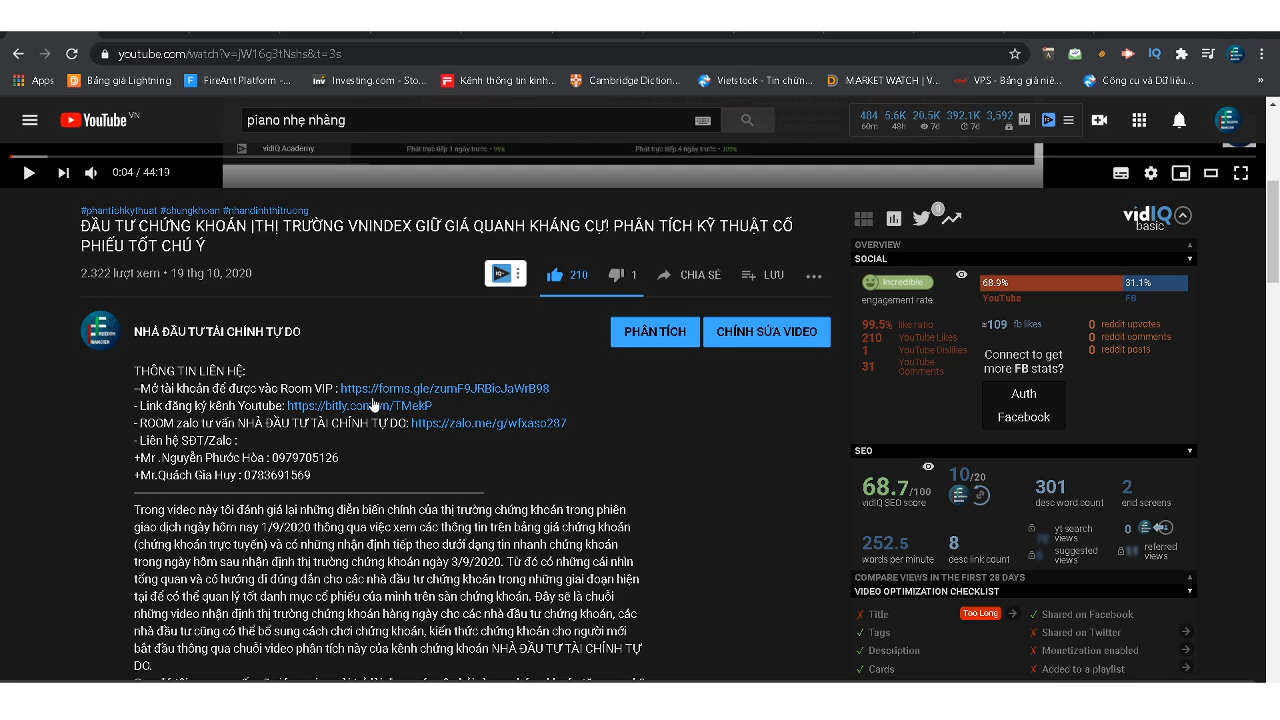 youtube.com/watch?v=jW16g3tNshs&t=3s
Apps Bảng giá Lightning FireAnt Platform -... Investing.com - Sto... Kênh thông tin kinh... Cambridge Diction... Vietstock - Tin chứn... MARKET WATCH | V... VPS - Bảng giá niê... Công cụ và Dữ liệu... »
YouTube VN
piano nhẹ nhàng
484 5.6K 20.5K 392.1K 3,592
60m 48h 7d 7d
vidIQ Academy Phát trực tiếp 1 ngày trước • 99% Phát trực tiếp 4 ngày trước • 100%
0:04 / 44:19
#phantichkythuat #chungkhoan #nhandinhthitruong
ĐẦU TƯ CHỨNG KHOÁN |THỊ TRƯỜNG VNINDEX GIỮ GIÁ QUANH KHÁNG CỰ! PHÂN TÍCH KỸ THUẬT CỔ
PHIẾU TỐT CHÚ Ý
2.322 lượt xem • 19 thg 10, 2020
210 1 CHIA SẺ LƯU
NHÀ ĐẦU TƯ TÀI CHÍNH TỰ DO
PHÂN TÍCH CHỈNH SỬA VIDEO
THÔNG TIN LIÊN HỆ:
–Mở tài khoản để được vào Room VIP : https://forms.gle/zumF9JRBicJaWrB98
- Link đăng ký kênh Youtube: https://bitly.com.vn/TMekP
- ROOM zalo tư vấn NHÀ ĐẦU TƯ TÀI CHÍNH TỰ DO: https://zalo.me/g/wfxaso287
- Liên hệ SĐT/Zalo :
+Mr .Nguyễn Phước Hòa : 0979705126
+Mr.Quách Gia Huy : 0783691569
Trong video này tôi đánh giá lại những diễn biến chính của thị trường chứng khoán trong phiên
giao dịch ngày hôm nay 1/9/2020 thông qua việc xem các thông tin trên bảng giá chứng khoán
(chứng khoán trực tuyến) và có những nhận định tiếp theo dưới dạng tin nhanh chứng khoán
trong ngày hôm sau nhận định thị trường chứng khoán ngày 3/9/2020. Từ đó có những cái nhìn
tổng quan và có hướng đi đúng đắn cho các nhà đầu tư chứng khoán trong những giai đoạn hiện
tại để có thể quản lý tốt danh mục cổ phiếu của mình trên sàn chứng khoán. Đây sẽ là chuỗi
những video nhận định thị trường chứng khoán hàng ngày cho các nhà đầu tư chứng khoán, các
nhà đầu tư cũng có thể bổ sung cách chơi chứng khoán, kiến thức chứng khoán cho người mới
bắt đầu thông qua chuỗi video phân tích này của kênh chứng khoán NHÀ ĐẦU TƯ TÀI CHÍNH TỰ
DO.
0
vidIQ
basic
OVERVIEW
SOCIAL
Incredible
engagement rate
68.9% 31.1%
YouTube FB
99.5% like ratio
210 YouTube Likes
1 YouTube Dislikes
31 YouTube
Comments
≈109 fb likes
Connect to get
more FB stats?
Auth
Facebook
0 reddit upvotes
0 reddit comments
0 reddit posts
SEO
68.7/100
vidIQ SEO score
10/20
301
desc word count
2
end screens
252.5
words per minute
8
desc link count
yt search
views
suggested
views
0
referred
views
COMPARE VIEWS IN THE FIRST 28 DAYS
VIDEO OPTIMIZATION CHECKLIST
✗ Title Too Long
✓ Tags
✓ Description
✓ Cards
✓ Shared on Facebook
✗ Shared on Twitter
✗ Monetization enabled
✗ Added to a playlist